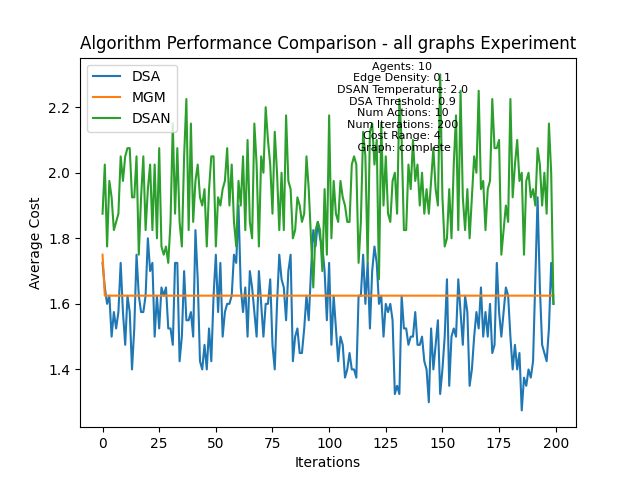 Algorithm Performance Comparison - all graphs Experiment
DSA
MGM
DSAN
Agents: 10
Edge Density: 0.1
DSAN Temperature: 2.0
DSA Threshold: 0.9
Num Actions: 10
Num Iterations: 200
Cost Range: 4
Graph: complete
Average Cost
2.2
2.0
1.8
1.6
1.4
0
25
50
75
100
125
150
175
200
Iterations